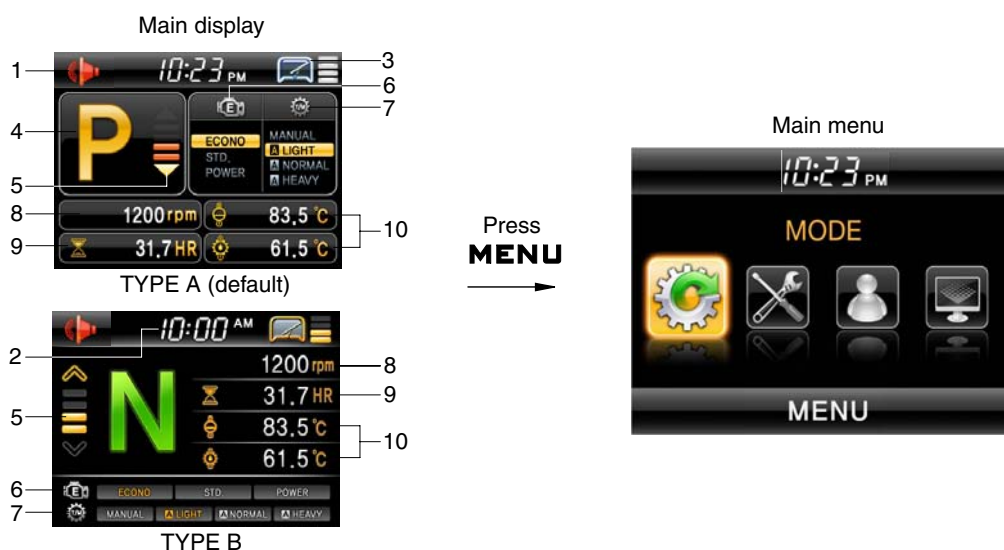 Main display
1
10:23 PM
3
6
7
4
P
E
T/M
ECONO
STD.
POWER
MANUAL
A LIGHT
A NORMAL
A HEAVY
5
8
1200 rpm
83.5 °C
9
31.7 HR
61.5 °C
10
TYPE A (default)
2
10:00 AM
1200 rpm
8
31.7 HR
9
5
N
83.5 °C
10
61.5 °C
6
E
ECONO
STD.
POWER
7
T/M
MANUAL
A LIGHT
A NORMAL
A HEAVY
TYPE B
Press
MENU
Main menu
10:23 PM
MODE
MENU